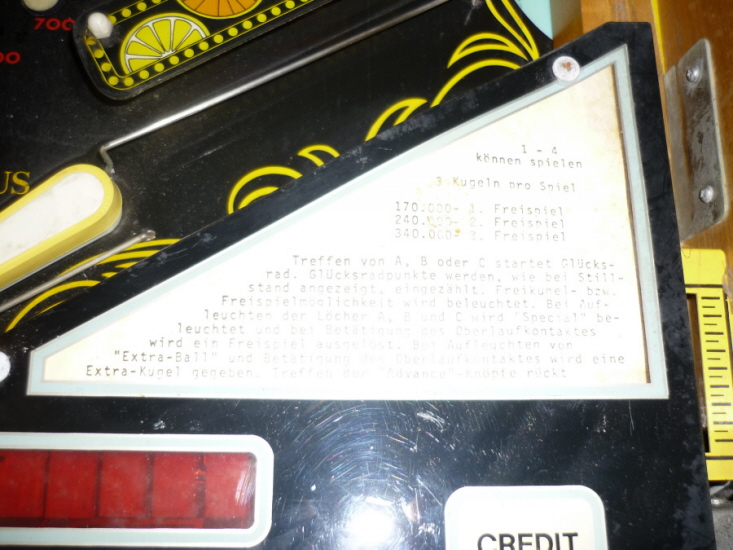 700
00
US
1 - 4
können spielen
3 Kugeln pro Spiel
170.000- 1. Freispiel
240.000- 2. Freispiel
340.000- 3. Freispiel
Treffen von A, B oder C startet Glücks-
rad. Glücksradpunkte werden, wie bei Still-
stand angezeigt, eingezählt. Freikugel- bzw.
Freispielmöglichkeit wird beleuchtet. Bei Auf-
leuchten der Löcher A, B und C wird "Special" be-
leuchtet und bei Betätigung des Überlaufkontaktes
wird ein Freispiel ausgelöst. Bei Aufleuchten von
"Extra-Ball" und Betätigung des Überlaufkontaktes wird eine
Extra-Kugel gegeben. Treffen der "Advance"-Knöpfe rückt
CREDIT